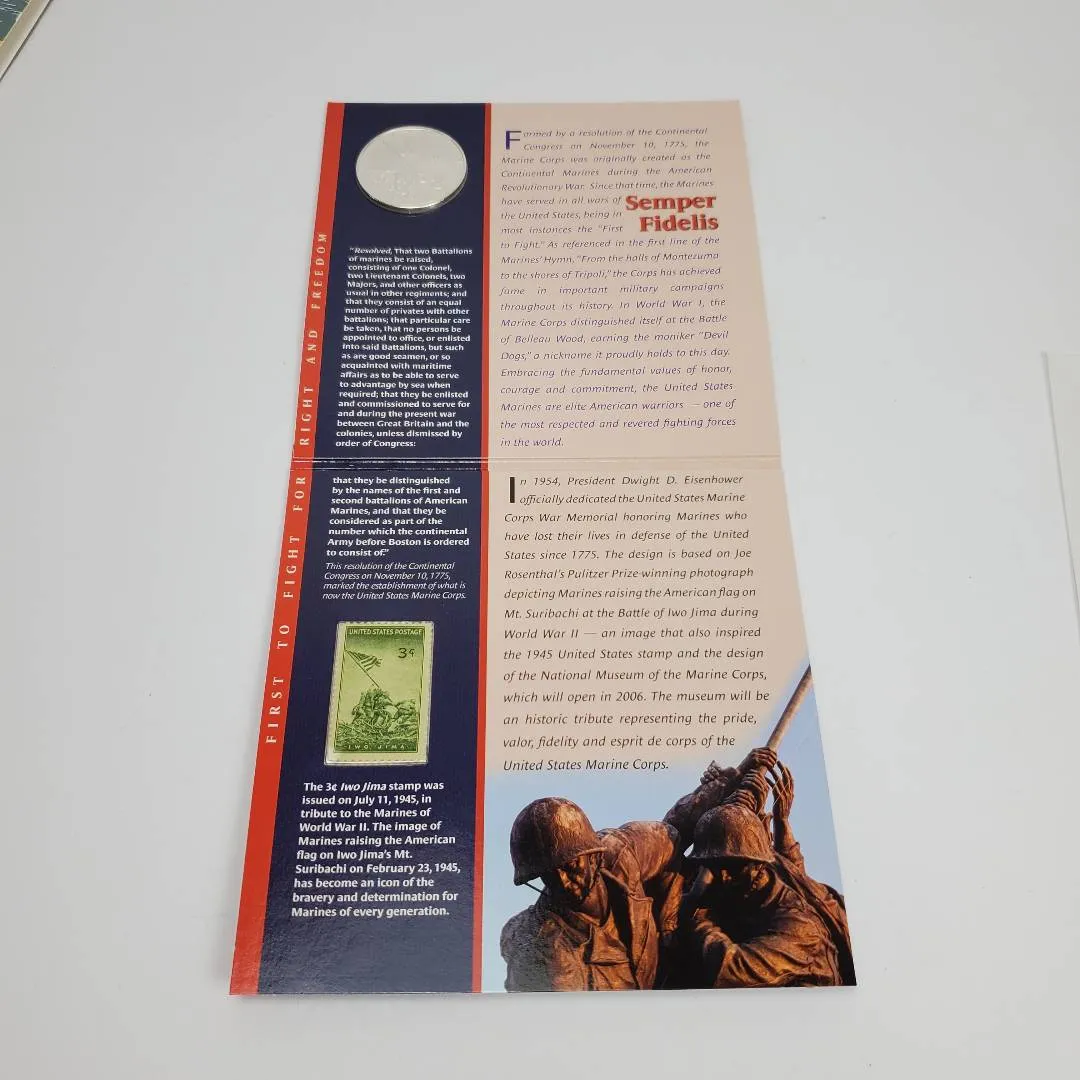 FIRST TO FIGHT FOR RIGHT AND FREEDOM
"Resolved, That two Battalions
of marines be raised,
consisting of one Colonel,
two Lieutenant Colonels, two
Majors, and other officers as
usual in other regiments; and
that they consist of an equal
number of privates with other
battalions; that particular care
be taken, that no persons be
appointed to office, or enlisted
into said Battalions, but such
as are good seamen, or so
acquainted with maritime
affairs as to be able to serve
to advantage by sea when
required; that they be enlisted
and commissioned to serve for
and during the present war
between Great Britain and the
colonies, unless dismissed by
order of Congress:
that they be distinguished
by the names of the first and
second battalions of American
Marines, and that they be
considered as part of the
number which the continental
Army before Boston is ordered
to consist of."
This resolution of the Continental
Congress on November 10, 1775,
marked the establishment of what is
now the United States Marine Corps.
UNITED STATES POSTAGE
3¢
IWO JIMA
The 3¢ Iwo Jima stamp was
issued on July 11, 1945, in
tribute to the Marines of
World War II. The image of
Marines raising the American
flag on Iwo Jima's Mt.
Suribachi on February 23, 1945,
has become an icon of the
bravery and determination for
Marines of every generation.
Formed by a resolution of the Continental
Congress on November 10, 1775, the
Marine Corps was originally created as the
Continental Marines during the American
Revolutionary War. Since that time, the Marines
have served in all wars of
the United States, being in
most instances the "First
to Fight." As referenced in the first line of the
Marines' Hymn, "From the halls of Montezuma
to the shores of Tripoli," the Corps has achieved
fame in important military campaigns
throughout its history. In World War I, the
Marine Corps distinguished itself at the Battle
of Belleau Wood, earning the moniker "Devil
Dogs," a nickname it proudly holds to this day.
Embracing the fundamental values of honor,
courage and commitment, the United States
Marines are elite American warriors — one of
the most respected and revered fighting forces
in the world.
Semper
Fidelis
In 1954, President Dwight D. Eisenhower
officially dedicated the United States Marine
Corps War Memorial honoring Marines who
have lost their lives in defense of the United
States since 1775. The design is based on Joe
Rosenthal's Pulitzer Prize-winning photograph
depicting Marines raising the American flag on
Mt. Suribachi at the Battle of Iwo Jima during
World War II — an image that also inspired
the 1945 United States stamp and the design
of the National Museum of the Marine Corps,
which will open in 2006. The museum will be
an historic tribute representing the pride,
valor, fidelity and esprit de corps of the
United States Marine Corps.